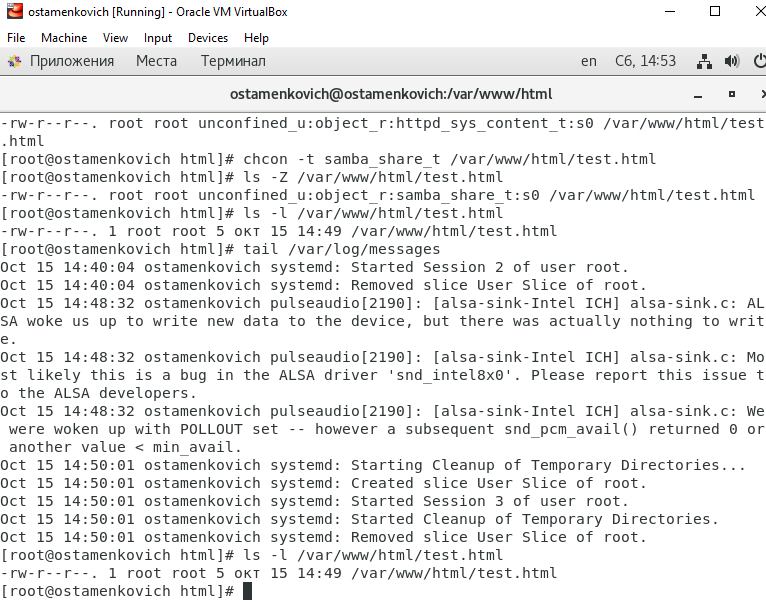 ostamenkovich [Running] - Oracle VM VirtualBox
File Machine View Input Devices Help
Приложения Места Терминал en Сб, 14:53
ostamenkovich@ostamenkovich:/var/www/html
-rw-r--r--. root root unconfined_u:object_r:httpd_sys_content_t:s0 /var/www/html/test
.html
[root@ostamenkovich html]# chcon -t samba_share_t /var/www/html/test.html
[root@ostamenkovich html]# ls -Z /var/www/html/test.html
-rw-r--r--. root root unconfined_u:object_r:samba_share_t:s0 /var/www/html/test.html
[root@ostamenkovich html]# ls -l /var/www/html/test.html
-rw-r--r--. 1 root root 5 окт 15 14:49 /var/www/html/test.html
[root@ostamenkovich html]# tail /var/log/messages
Oct 15 14:40:04 ostamenkovich systemd: Started Session 2 of user root.
Oct 15 14:40:04 ostamenkovich systemd: Removed slice User Slice of root.
Oct 15 14:48:32 ostamenkovich pulseaudio[2190]: [alsa-sink-Intel ICH] alsa-sink.c: AL
SA woke us up to write new data to the device, but there was actually nothing to writ
e.
Oct 15 14:48:32 ostamenkovich pulseaudio[2190]: [alsa-sink-Intel ICH] alsa-sink.c: Mo
st likely this is a bug in the ALSA driver 'snd_intel8x0'. Please report this issue t
o the ALSA developers.
Oct 15 14:48:32 ostamenkovich pulseaudio[2190]: [alsa-sink-Intel ICH] alsa-sink.c: We
 were woken up with POLLOUT set -- however a subsequent snd_pcm_avail() returned 0 or
 another value < min_avail.
Oct 15 14:50:01 ostamenkovich systemd: Starting Cleanup of Temporary Directories...
Oct 15 14:50:01 ostamenkovich systemd: Created slice User Slice of root.
Oct 15 14:50:01 ostamenkovich systemd: Started Session 3 of user root.
Oct 15 14:50:01 ostamenkovich systemd: Started Cleanup of Temporary Directories.
Oct 15 14:50:01 ostamenkovich systemd: Removed slice User Slice of root.
[root@ostamenkovich html]# ls -l /var/www/html/test.html
-rw-r--r--. 1 root root 5 окт 15 14:49 /var/www/html/test.html
[root@ostamenkovich html]#